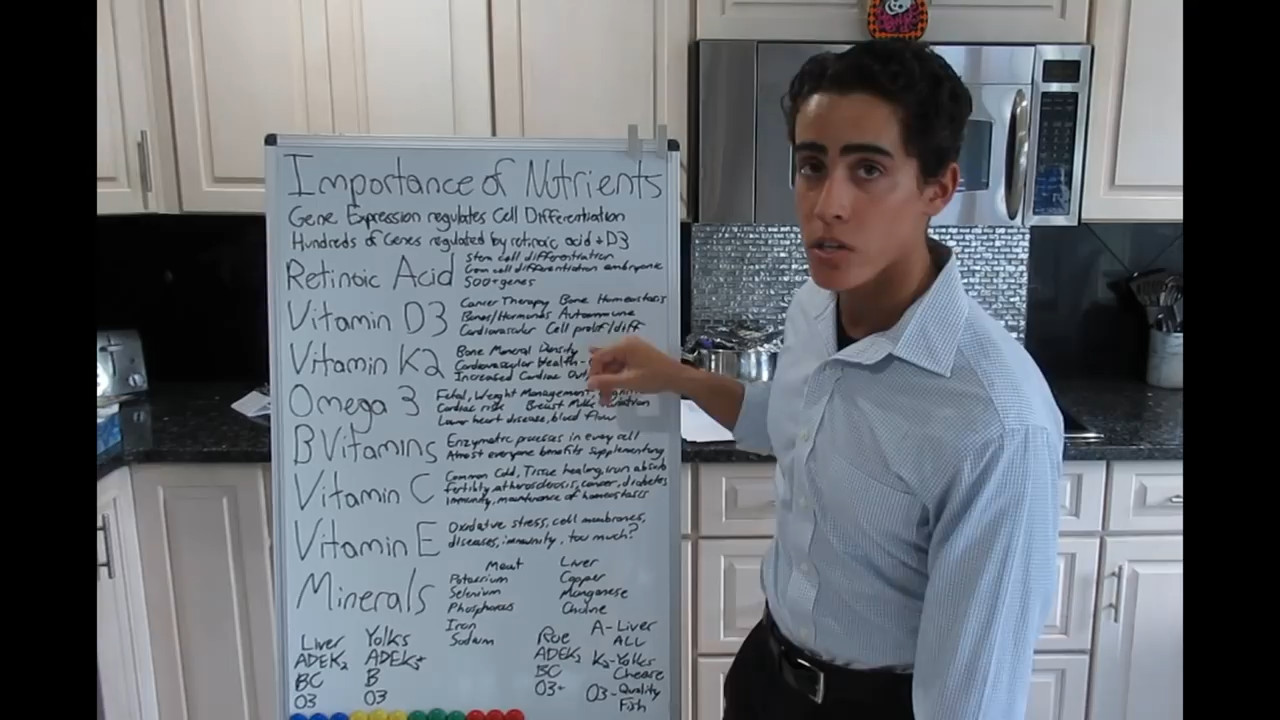 Importance of Nutrients
Gene Expression regulates Cell Differentiation
Hundreds of Genes regulated by retinoic acid + D3
Retinoic Acid
Stem cell differentiation
Germ cell differentiation embryonic
500+ genes
Vitamin D3
Cancer Therapy Bone Homeostasis
Bones/Hormones Autoimmune
Cardiovascular Cell prolif/diff
Vitamin K2
Bone Mineral Density
Cardiovascular Health
Increased Cardiac
Omega 3
Fetal, Weight Management,
Cardiac risk Breast Milk
Lower heart disease, blood flow
B Vitamins
Enzymatic processes in every cell
Almost everyone benefits supplementing
Vitamin C
Common Cold, Tissue healing, iron absorb
fertility, atherosclerosis, cancer, diabetes
immunity, maintenance of homeostasis
Vitamin E
Oxidative stress, cell membranes,
diseases, immunity, too much?
Minerals
Meat
Potassium
Selenium
Phosphorus
Iron
Sodium
Liver
Copper
Manganese
Choline
Liver
ADEK2
BC
O3
Yolks
ADEK2+
B
O3
Roe
ADEK2
BC
O3+
A-Liver
ALL
K2-Yolks
Cheese
O3-Quality
Fish